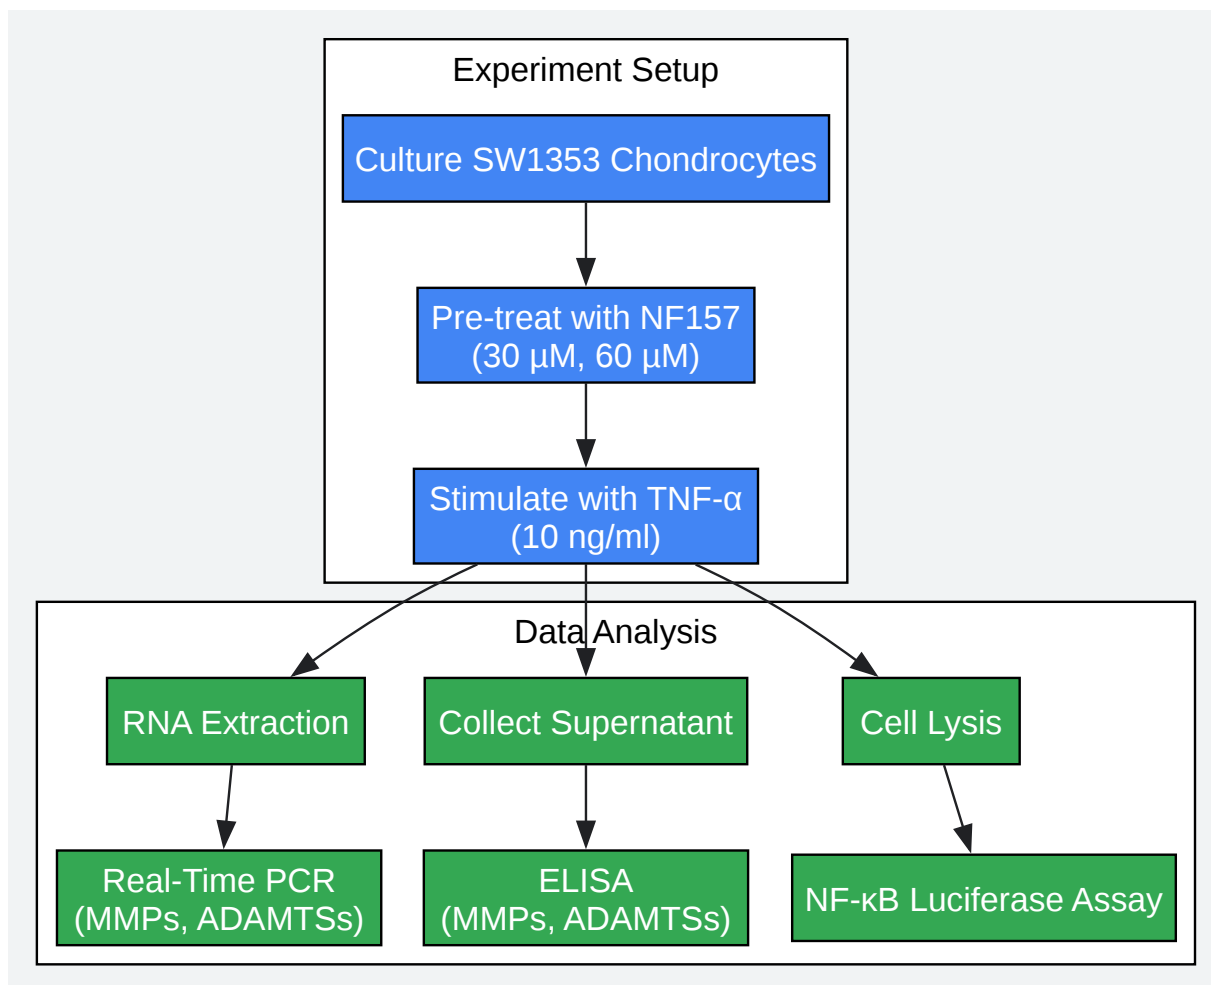 Experiment Setup
Culture SW1353 Chondrocytes
Pre-treat with NF157
(30 µM, 60 µM)
Stimulate with TNF-α
(10 ng/ml)
Data Analysis
RNA Extraction
Collect Supernatant
Cell Lysis
Real-Time PCR
(MMPs, ADAMTSs)
ELISA
(MMPs, ADAMTSs)
NF-κB Luciferase Assay